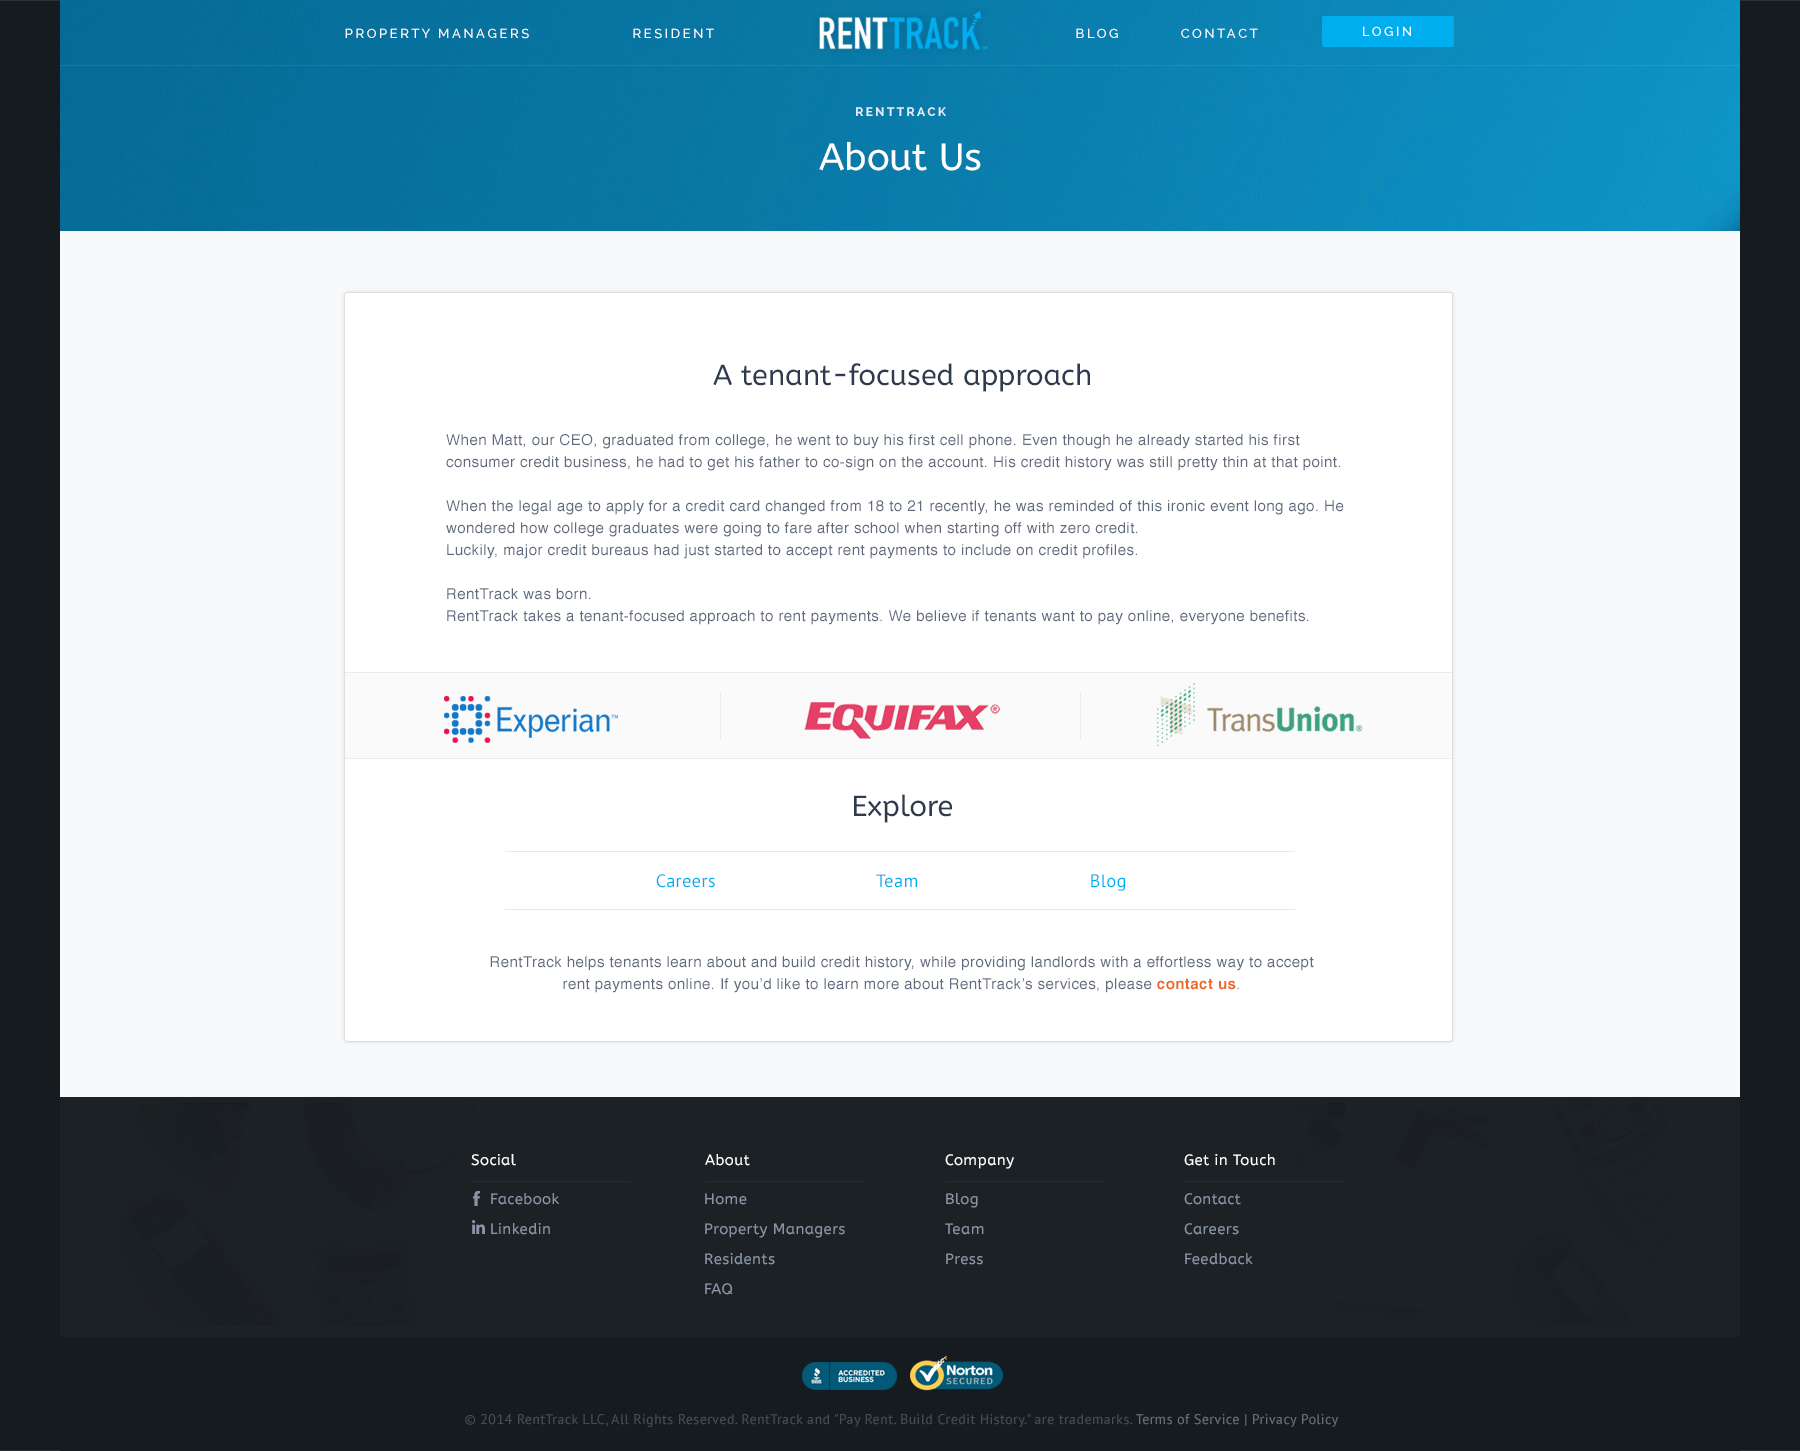 PROPERTY MANAGERS RESIDENT RENTTRACK™ BLOG CONTACT LOGIN
RENTTRACK
About Us
A tenant-focused approach
When Matt, our CEO, graduated from college, he went to buy his first cell phone. Even though he already started his first
consumer credit business, he had to get his father to co-sign on the account. His credit history was still pretty thin at that point.
When the legal age to apply for a credit card changed from 18 to 21 recently, he was reminded of this ironic event long ago. He
wondered how college graduates were going to fare after school when starting off with zero credit.
Luckily, major credit bureaus had just started to accept rent payments to include on credit profiles.
RentTrack was born.
RentTrack takes a tenant-focused approach to rent payments. We believe if tenants want to pay online, everyone benefits.
Experian™ EQUIFAX® TransUnion®
Explore
Careers Team Blog
RentTrack helps tenants learn about and build credit history, while providing landlords with a effortless way to accept
rent payments online. If you’d like to learn more about RentTrack’s services, please contact us.
Social About Company Get in Touch
Facebook Home Blog Contact
Linkedin Property Managers Team Careers
Residents Press Feedback
FAQ
BBB ACCREDITED BUSINESS Norton SECURED
© 2014 RentTrack LLC, All Rights Reserved. RentTrack and "Pay Rent. Build Credit History." are trademarks. Terms of Service | Privacy Policy